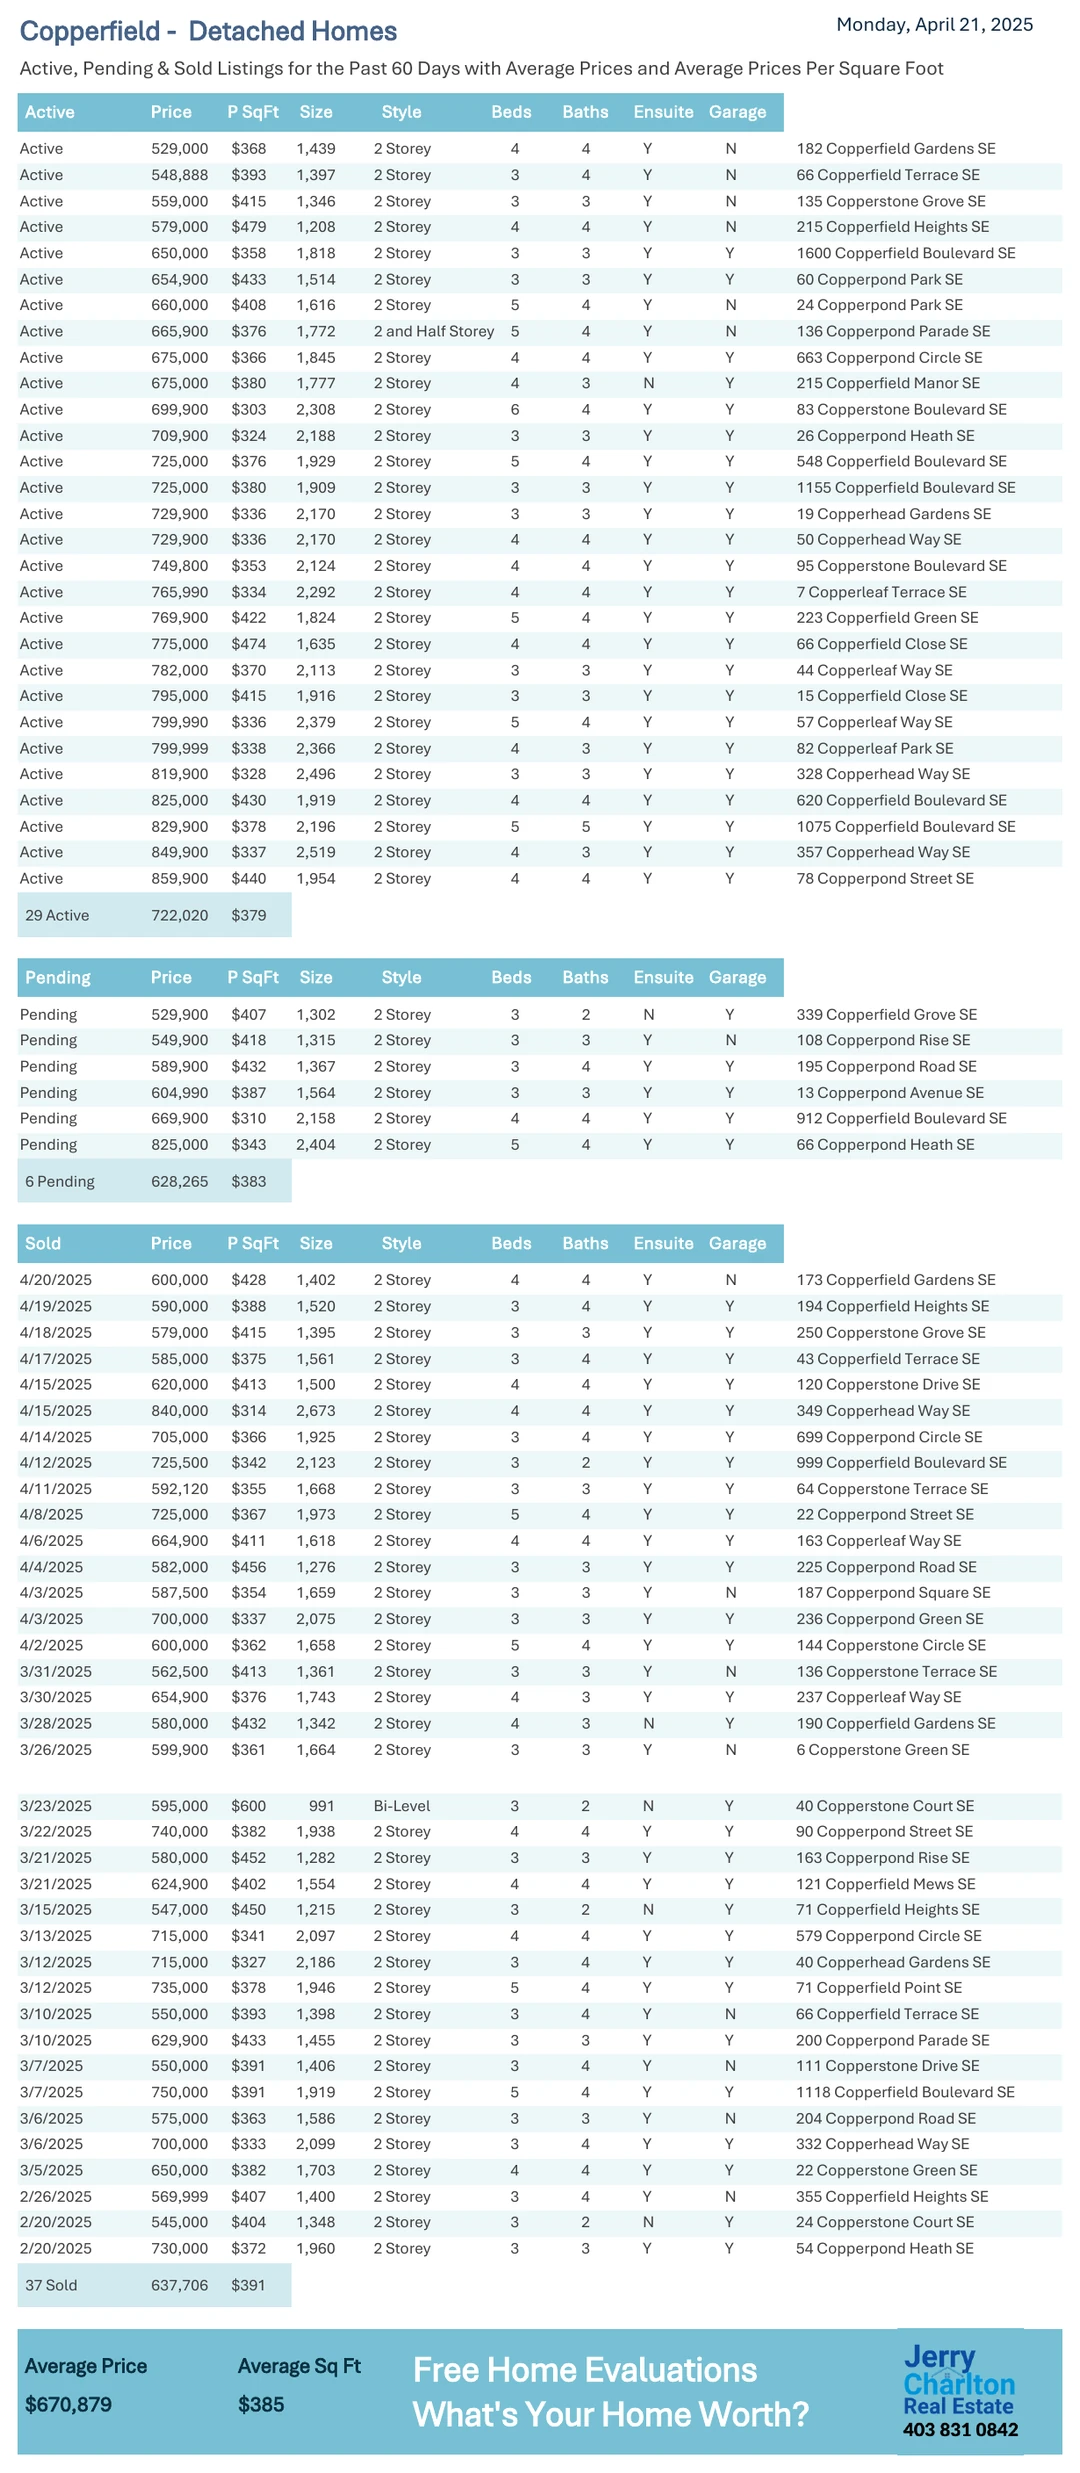 Copperfield - Detached Homes
Monday, April 21, 2025
Active, Pending & Sold Listings for the Past 60 Days with Average Prices and Average Prices Per Square Foot
Active Price P SqFt Size Style Beds Baths Ensuite Garage
Active 529,000 $368 1,439 2 Storey 4 4 Y N 182 Copperfield Gardens SE
Active 548,888 $393 1,397 2 Storey 3 4 Y N 66 Copperfield Terrace SE
Active 559,000 $415 1,346 2 Storey 3 3 Y N 135 Copperstone Grove SE
Active 579,000 $479 1,208 2 Storey 4 4 Y N 215 Copperfield Heights SE
Active 650,000 $358 1,818 2 Storey 3 3 Y Y 1600 Copperfield Boulevard SE
Active 654,900 $433 1,514 2 Storey 3 3 Y Y 60 Copperpond Park SE
Active 660,000 $408 1,616 2 Storey 5 4 Y N 24 Copperpond Park SE
Active 665,900 $376 1,772 2 and Half Storey 5 4 Y N 136 Copperpond Parade SE
Active 675,000 $366 1,845 2 Storey 4 4 Y Y 663 Copperpond Circle SE
Active 675,000 $380 1,777 2 Storey 4 3 N Y 215 Copperfield Manor SE
Active 699,900 $303 2,308 2 Storey 6 4 Y Y 83 Copperstone Boulevard SE
Active 709,900 $324 2,188 2 Storey 3 3 Y Y 26 Copperpond Heath SE
Active 725,000 $376 1,929 2 Storey 5 4 Y Y 548 Copperfield Boulevard SE
Active 725,000 $380 1,909 2 Storey 3 3 Y Y 1155 Copperfield Boulevard SE
Active 729,900 $336 2,170 2 Storey 3 3 Y Y 19 Copperhead Gardens SE
Active 729,900 $336 2,170 2 Storey 4 4 Y Y 50 Copperhead Way SE
Active 749,800 $353 2,124 2 Storey 4 4 Y Y 95 Copperstone Boulevard SE
Active 765,990 $334 2,292 2 Storey 4 4 Y Y 7 Copperleaf Terrace SE
Active 769,900 $422 1,824 2 Storey 5 4 Y Y 223 Copperfield Green SE
Active 775,000 $474 1,635 2 Storey 4 4 Y Y 66 Copperfield Close SE
Active 782,000 $370 2,113 2 Storey 3 3 Y Y 44 Copperleaf Way SE
Active 795,000 $415 1,916 2 Storey 3 3 Y Y 15 Copperfield Close SE
Active 799,990 $336 2,379 2 Storey 5 4 Y Y 57 Copperleaf Way SE
Active 799,999 $338 2,366 2 Storey 4 3 Y Y 82 Copperleaf Park SE
Active 819,900 $328 2,496 2 Storey 3 3 Y Y 328 Copperhead Way SE
Active 825,000 $430 1,919 2 Storey 4 4 Y Y 620 Copperfield Boulevard SE
Active 829,900 $378 2,196 2 Storey 5 5 Y Y 1075 Copperfield Boulevard SE
Active 849,900 $337 2,519 2 Storey 4 3 Y Y 357 Copperhead Way SE
Active 859,900 $440 1,954 2 Storey 4 4 Y Y 78 Copperpond Street SE
29 Active 722,020 $379
Pending Price P SqFt Size Style Beds Baths Ensuite Garage
Pending 529,900 $407 1,302 2 Storey 3 2 N Y 339 Copperfield Grove SE
Pending 549,900 $418 1,315 2 Storey 3 3 Y N 108 Copperpond Rise SE
Pending 589,900 $432 1,367 2 Storey 3 4 Y Y 195 Copperpond Road SE
Pending 604,990 $387 1,564 2 Storey 3 3 Y Y 13 Copperpond Avenue SE
Pending 669,900 $310 2,158 2 Storey 4 4 Y Y 912 Copperfield Boulevard SE
Pending 825,000 $343 2,404 2 Storey 5 4 Y Y 66 Copperpond Heath SE
6 Pending 628,265 $383
Sold Price P SqFt Size Style Beds Baths Ensuite Garage
4/20/2025 600,000 $428 1,402 2 Storey 4 4 Y N 173 Copperfield Gardens SE
4/19/2025 590,000 $388 1,520 2 Storey 3 4 Y Y 194 Copperfield Heights SE
4/18/2025 579,000 $415 1,395 2 Storey 3 3 Y Y 250 Copperstone Grove SE
4/17/2025 585,000 $375 1,561 2 Storey 3 4 Y Y 43 Copperfield Terrace SE
4/15/2025 620,000 $413 1,500 2 Storey 4 4 Y Y 120 Copperstone Drive SE
4/15/2025 840,000 $314 2,673 2 Storey 4 4 Y Y 349 Copperhead Way SE
4/14/2025 705,000 $366 1,925 2 Storey 3 4 Y Y 699 Copperpond Circle SE
4/12/2025 725,500 $342 2,123 2 Storey 3 2 Y Y 999 Copperfield Boulevard SE
4/11/2025 592,120 $355 1,668 2 Storey 3 3 Y Y 64 Copperstone Terrace SE
4/8/2025 725,000 $367 1,973 2 Storey 5 4 Y Y 22 Copperpond Street SE
4/6/2025 664,900 $411 1,618 2 Storey 4 4 Y Y 163 Copperleaf Way SE
4/4/2025 582,000 $456 1,276 2 Storey 3 3 Y Y 225 Copperpond Road SE
4/3/2025 587,500 $354 1,659 2 Storey 3 3 Y N 187 Copperpond Square SE
4/3/2025 700,000 $337 2,075 2 Storey 3 3 Y Y 236 Copperpond Green SE
4/2/2025 600,000 $362 1,658 2 Storey 5 4 Y Y 144 Copperstone Circle SE
3/31/2025 562,500 $413 1,361 2 Storey 3 3 Y N 136 Copperstone Terrace SE
3/30/2025 654,900 $376 1,743 2 Storey 4 3 Y Y 237 Copperleaf Way SE
3/28/2025 580,000 $432 1,342 2 Storey 4 3 N Y 190 Copperfield Gardens SE
3/26/2025 599,900 $361 1,664 2 Storey 3 3 Y N 6 Copperstone Green SE
3/23/2025 595,000 $600 991 Bi-Level 3 2 N Y 40 Copperstone Court SE
3/22/2025 740,000 $382 1,938 2 Storey 4 4 Y Y 90 Copperpond Street SE
3/21/2025 580,000 $452 1,282 2 Storey 3 3 Y Y 163 Copperpond Rise SE
3/21/2025 624,900 $402 1,554 2 Storey 4 4 Y Y 121 Copperfield Mews SE
3/15/2025 547,000 $450 1,215 2 Storey 3 2 N Y 71 Copperfield Heights SE
3/13/2025 715,000 $341 2,097 2 Storey 4 4 Y Y 579 Copperpond Circle SE
3/12/2025 715,000 $327 2,186 2 Storey 3 4 Y Y 40 Copperhead Gardens SE
3/12/2025 735,000 $378 1,946 2 Storey 5 4 Y Y 71 Copperfield Point SE
3/10/2025 550,000 $393 1,398 2 Storey 3 4 Y N 66 Copperfield Terrace SE
3/10/2025 629,900 $433 1,455 2 Storey 3 3 Y Y 200 Copperpond Parade SE
3/7/2025 550,000 $391 1,406 2 Storey 3 4 Y N 111 Copperstone Drive SE
3/7/2025 750,000 $391 1,919 2 Storey 5 4 Y Y 1118 Copperfield Boulevard SE
3/6/2025 575,000 $363 1,586 2 Storey 3 3 Y N 204 Copperpond Road SE
3/6/2025 700,000 $333 2,099 2 Storey 3 4 Y Y 332 Copperhead Way SE
3/5/2025 650,000 $382 1,703 2 Storey 4 4 Y Y 22 Copperstone Green SE
2/26/2025 569,999 $407 1,400 2 Storey 3 4 Y N 355 Copperfield Heights SE
2/20/2025 545,000 $404 1,348 2 Storey 3 2 N Y 24 Copperstone Court SE
2/20/2025 730,000 $372 1,960 2 Storey 3 3 Y Y 54 Copperpond Heath SE
37 Sold 637,706 $391
Average Price Average Sq Ft
$670,879 $385
Free Home Evaluations
What's Your Home Worth?
Jerry
Charlton
Real Estate
403 831 0842